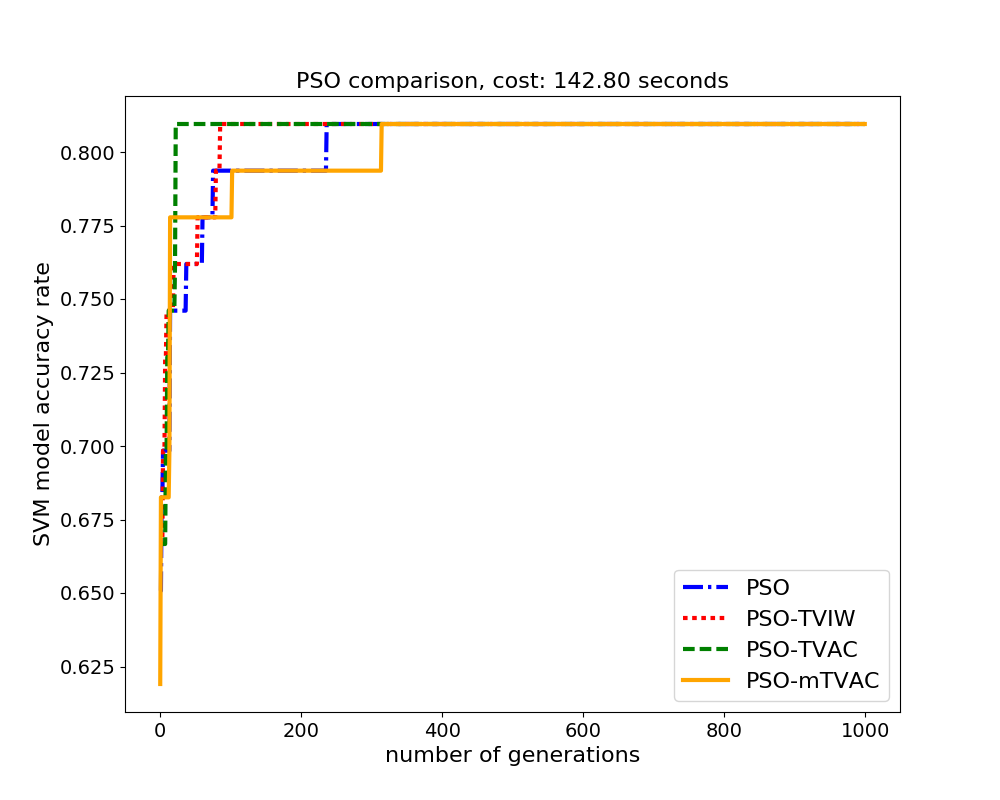 PSO comparison, cost: 142.80 seconds
SVM model accuracy rate
0.800
0.775
0.750
0.725
0.700
0.675
0.650
0.625
PSO
PSO-TVIW
PSO-TVAC
PSO-mTVAC
0 200 400 600 800 1000
number of generations